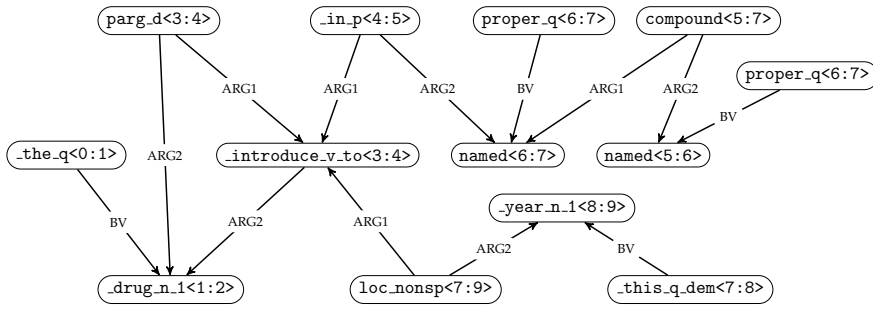 parg_d<3:4> _in_p<4:5> proper_q<6:7> compound<5:7>
proper_q<6:7>
ARG1 ARG1 ARG2 BV ARG1 ARG2
BV
_the_q<0:1> ARG2 _introduce_v_to<3:4> named<6:7> named<5:6>
_year_n_1<8:9>
BV ARG2 ARG1
ARG2 BV
_drug_n_1<1:2> loc_nonsp<7:9> _this_q_dem<7:8>